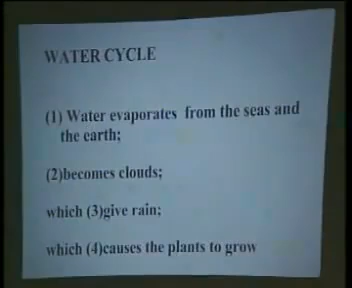 WATER CYCLE
(1) Water evaporates from the seas and
the earth;
(2)becomes clouds;
which (3)give rain;
which (4)causes the plants to grow